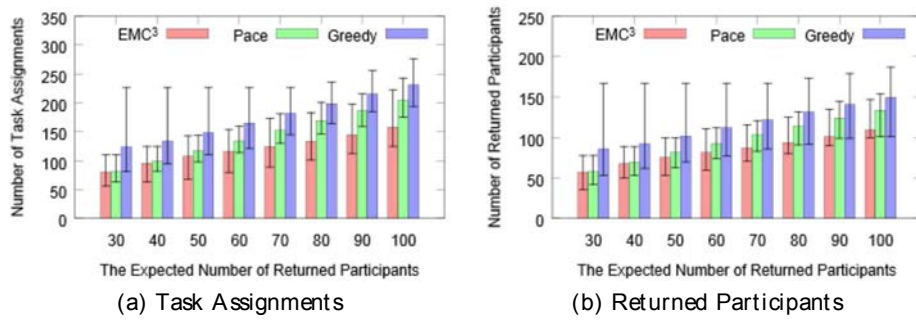 EMC³ Pace Greedy
Number of Task Assignments
350
300
250
200
150
100
50
0
30 40 50 60 70 80 90 100
The Expected Number of Returned Participants
(a) Task Assignments
EMC³ Pace Greedy
Number of Returned Participants
250
200
150
100
50
0
30 40 50 60 70 80 90 100
The Expected Number of Returned Participants
(b) Returned Participants